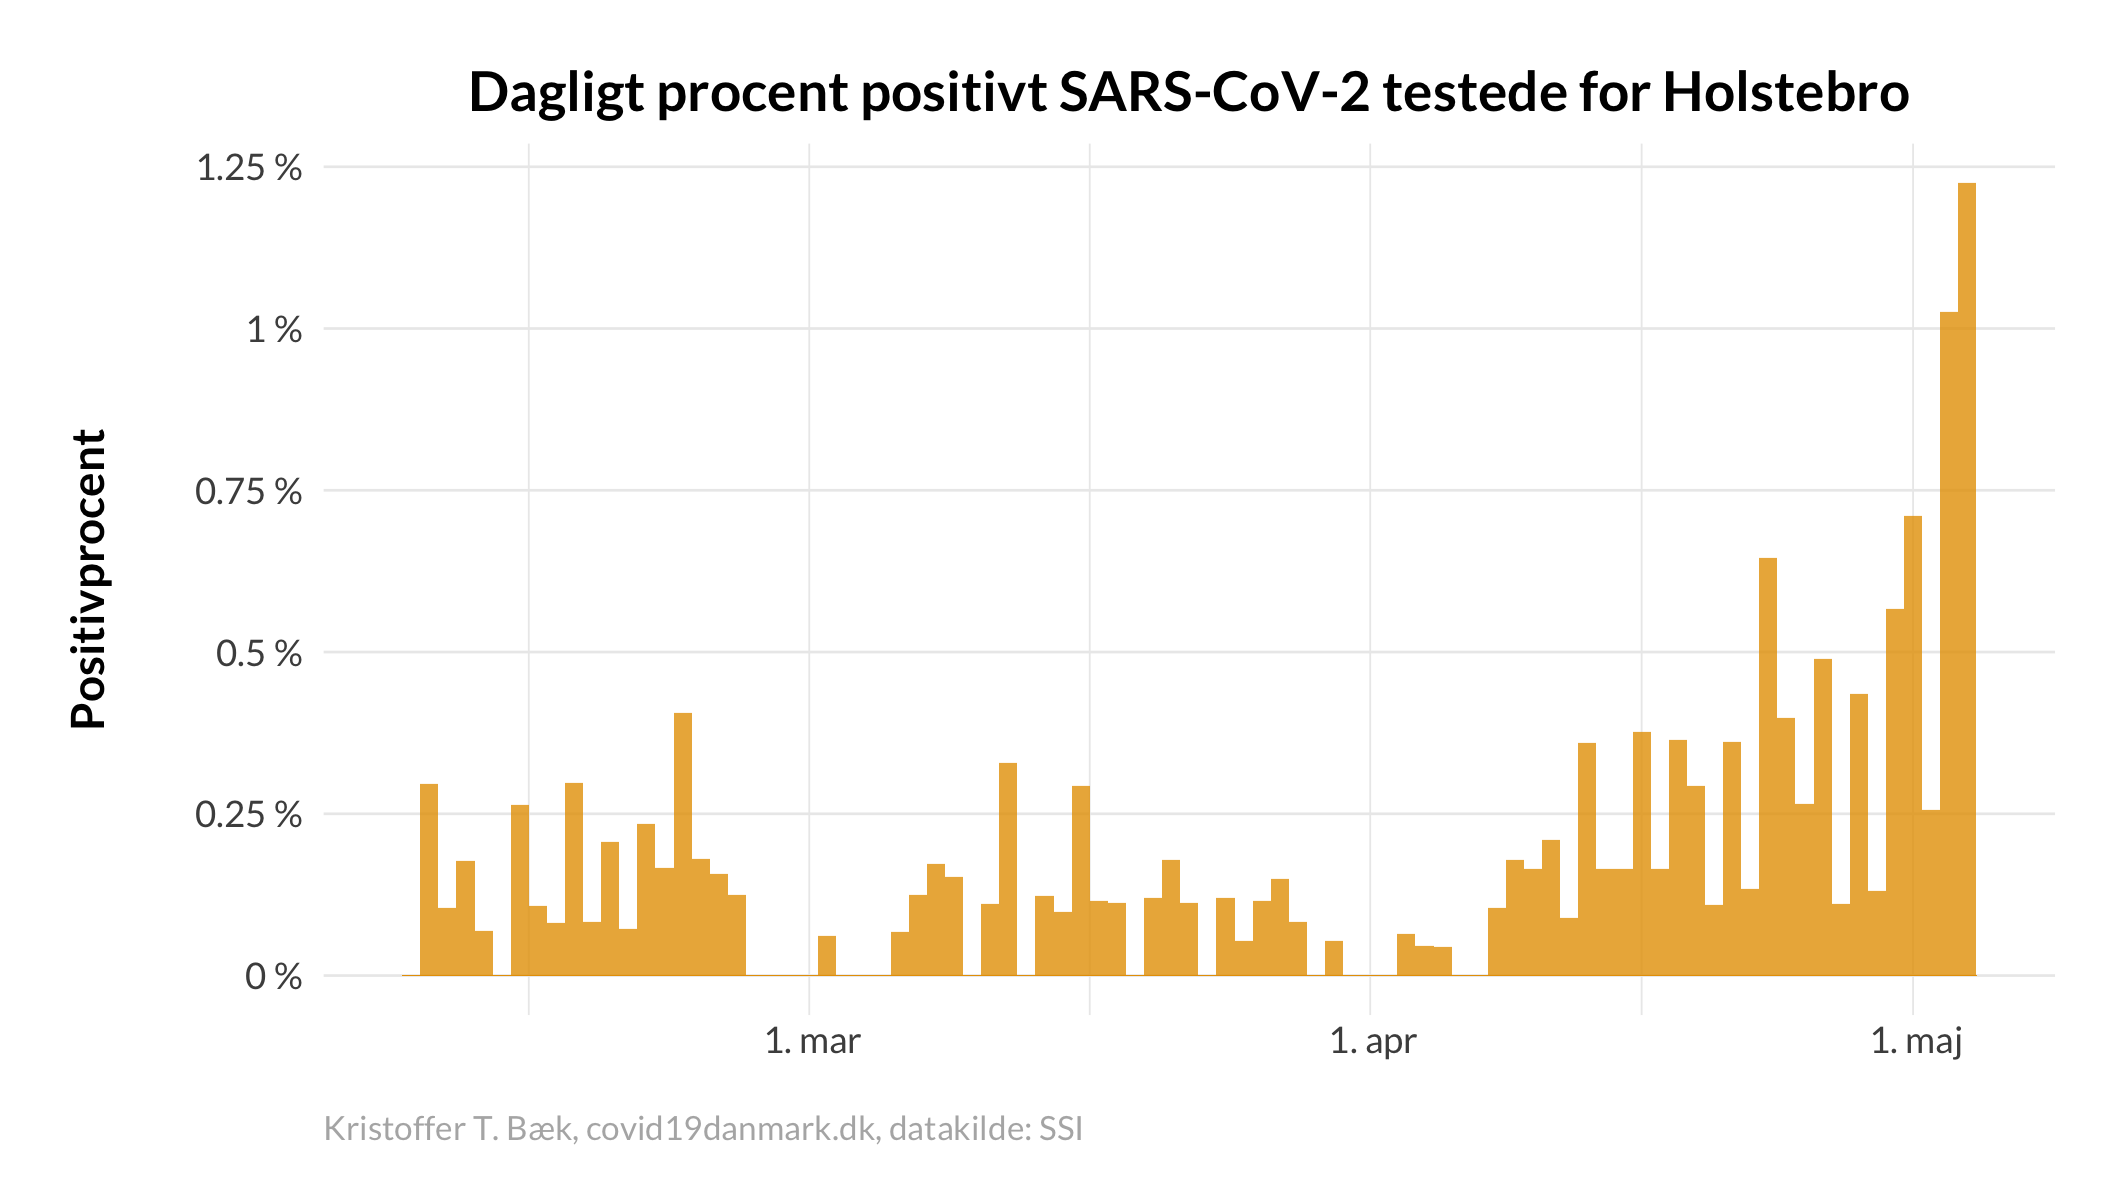 Dagligt procent positivt SARS-CoV-2 testede for Holstebro
1.25 %
1 %
0.75 %
0.5 %
0.25 %
0 %
Positivprocent
1. mar
1. apr
1. maj
Kristoffer T. Bæk, covid19danmark.dk, datakilde: SSI